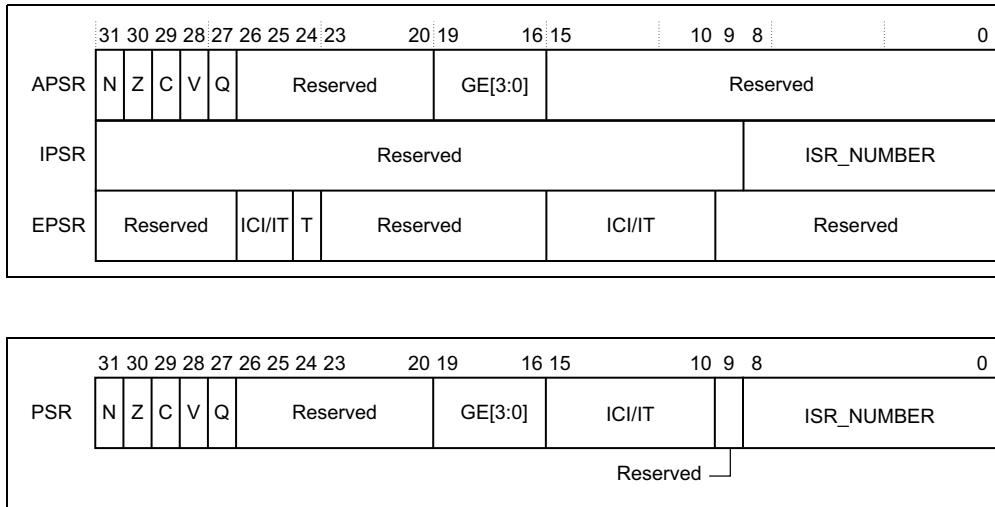 31 30 29 28 27 26 25 24 23 20 19 16 15 10 9 8 0
APSR N Z C V Q Reserved GE[3:0] Reserved
IPSR Reserved ISR_NUMBER
EPSR Reserved ICI/IT T Reserved ICI/IT Reserved
31 30 29 28 27 26 25 24 23 20 19 16 15 10 9 8 0
PSR N Z C V Q Reserved GE[3:0] ICI/IT ISR_NUMBER
Reserved